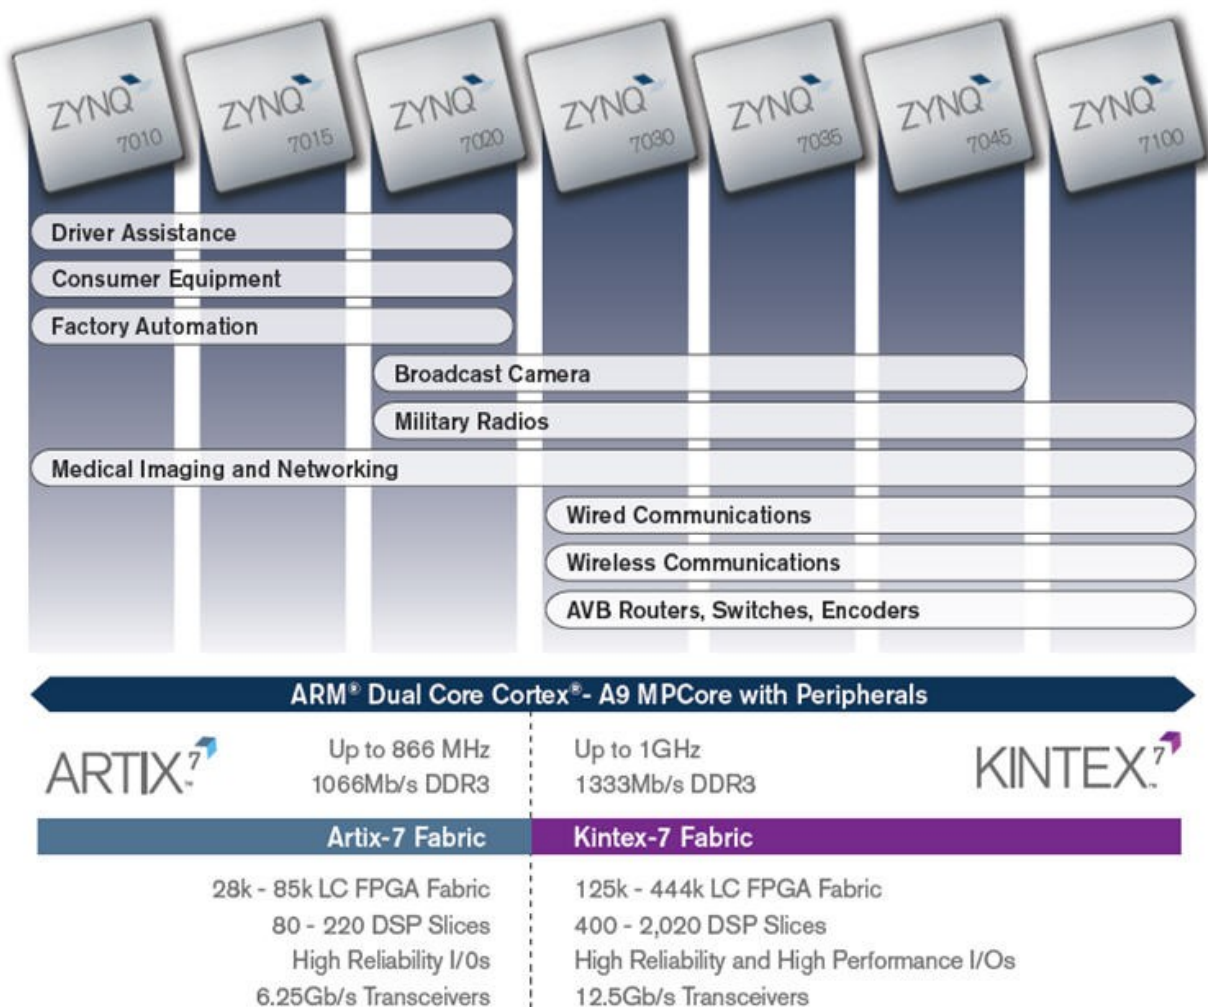 ZYNQ 7010
ZYNQ 7015
ZYNQ 7020
ZYNQ 7030
ZYNQ 7035
ZYNQ 7045
ZYNQ 7100
Driver Assistance
Consumer Equipment
Factory Automation
Broadcast Camera
Military Radios
Medical Imaging and Networking
Wired Communications
Wireless Communications
AVB Routers, Switches, Encoders
ARM® Dual Core Cortex®- A9 MPCore with Peripherals
ARTIX7™
Up to 866 MHz
1066Mb/s DDR3
Up to 1GHz
1333Mb/s DDR3
KINTEX7™
Artix-7 Fabric
Kintex-7 Fabric
28k - 85k LC FPGA Fabric
80 - 220 DSP Slices
High Reliability I/0s
6.25Gb/s Transceivers
125k - 444k LC FPGA Fabric
400 - 2,020 DSP Slices
High Reliability and High Performance I/Os
12.5Gb/s Transceivers